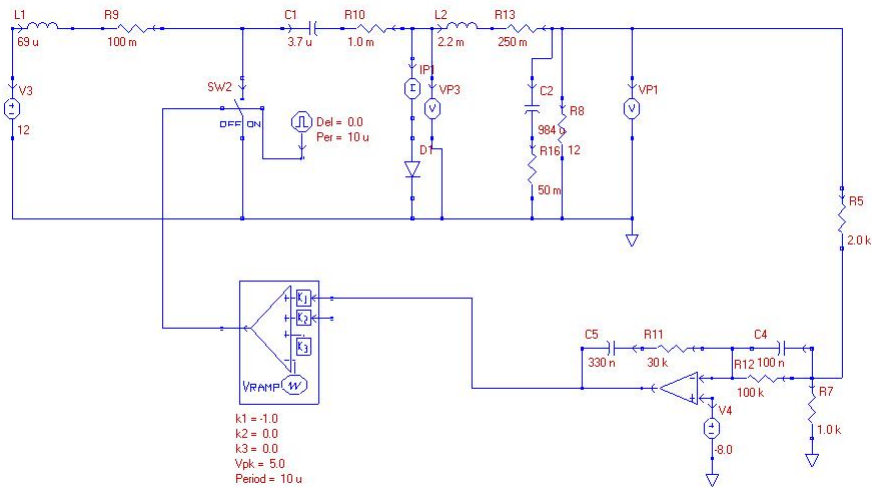 L1
R9
C1
R10
L2
R13
69 u
100 m
3.7 u
1.0 m
2.2 m
250 m
IP1
V3
SW2
VP3
C2
VP1
I
V
V
12
OFF ON
Del = 0.0
Per = 10 u
984 u
R8
12
D1
R16
50 m
R5
2.0 k
K1
K2
K3
VRAMP
k1 = -1.0
k2 = 0.0
k3 = 0.0
Vpk = 5.0
Period = 10 u
C5
R11
C4
330 n
30 k
100 n
R12
100 k
R7
1.0 k
V4
-8.0